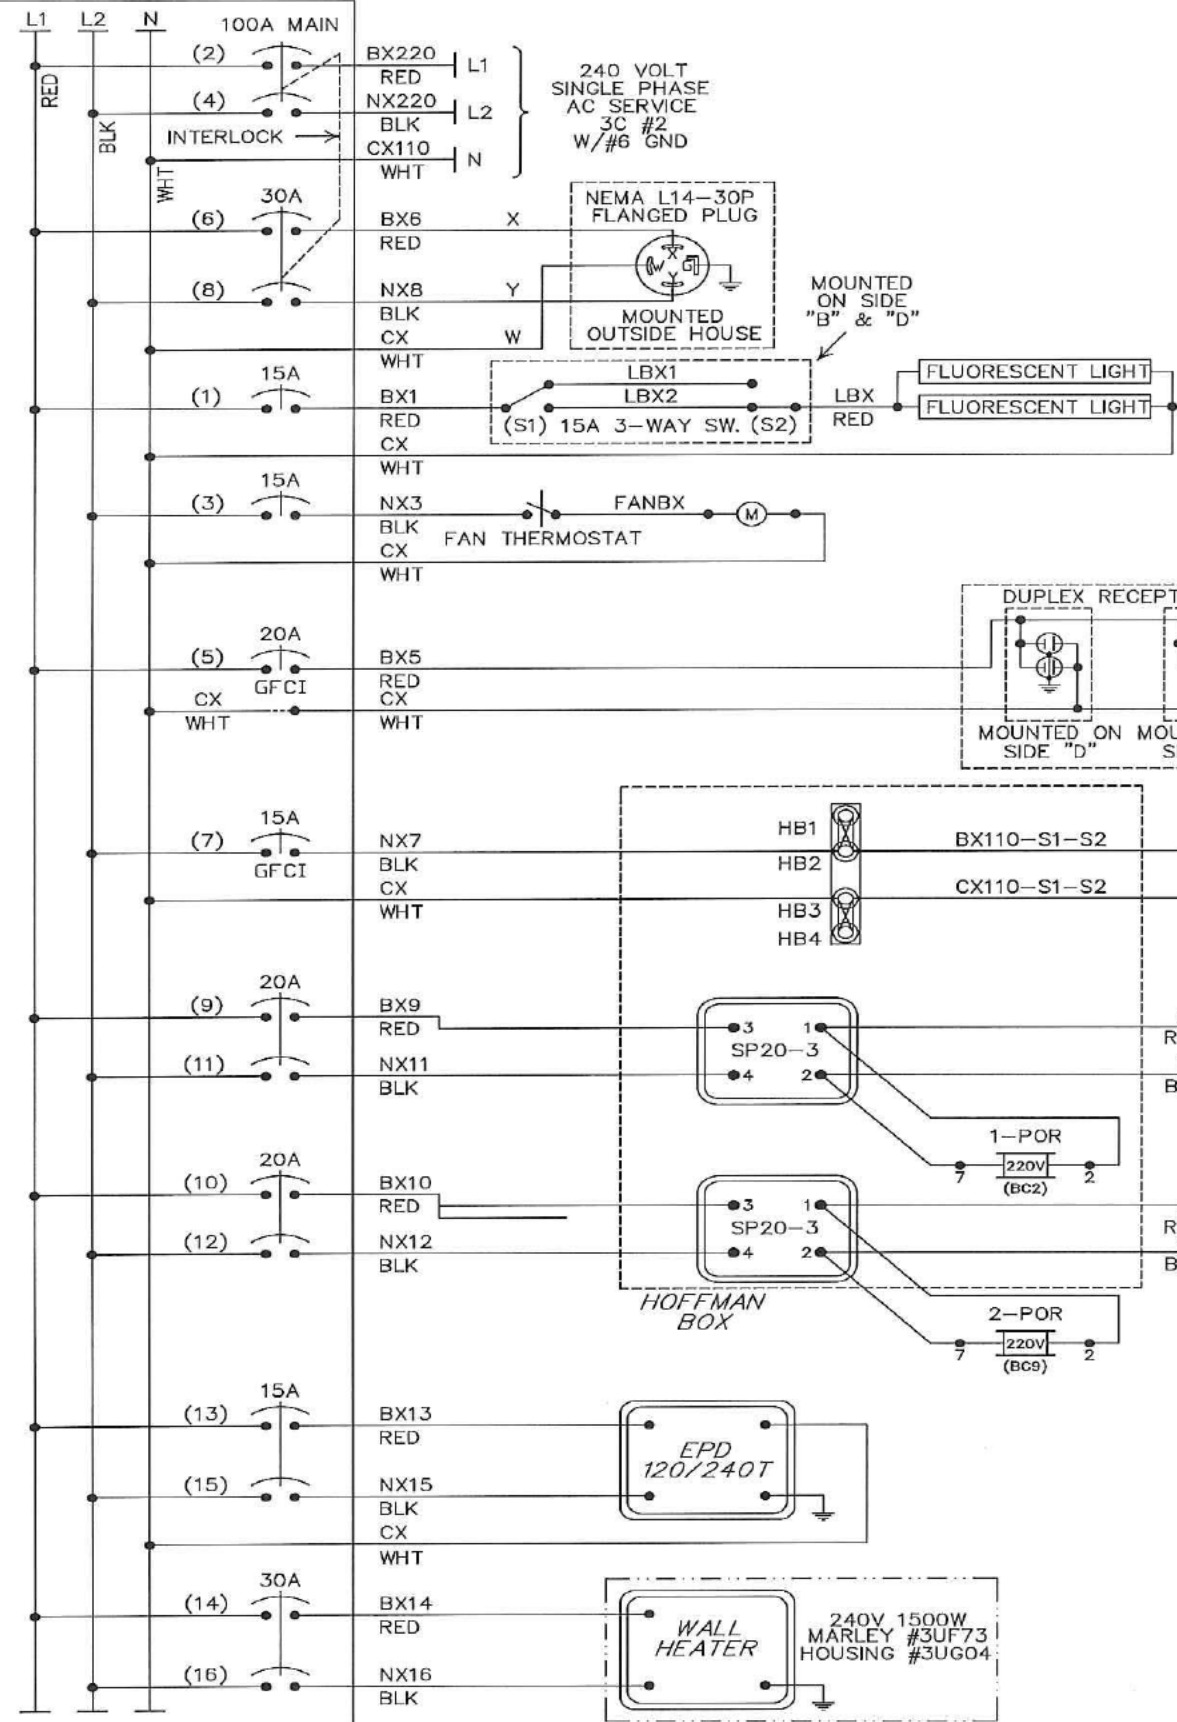 L1 L2 N
100A MAIN
(2) BX220 L1
RED
RED
(4) NX220 L2
BLK
BLK
INTERLOCK
CX110 N
WHT
WHT
240 VOLT
SINGLE PHASE
AC SERVICE
3C #2
W/#6 GND
30A
(6) BX6 X
RED
(8) NX8 Y
BLK
CX W
WHT
NEMA L14-30P
FLANGED PLUG
X
W G
Y
MOUNTED
OUTSIDE HOUSE
MOUNTED
ON SIDE
"B" & "D"
15A
(1) BX1
RED
CX
WHT
LBX1
LBX2
(S1) 15A 3-WAY SW. (S2)
LBX
RED
FLUORESCENT LIGHT
FLUORESCENT LIGHT
15A
(3) NX3
BLK
CX
WHT
FANBX
M
FAN THERMOSTAT
20A
(5) BX5
GFCI RED
CX CX
WHT WHT
DUPLEX RECEPT
MOUNTED ON MOU
SIDE "D" S
15A
(7) NX7
GFCI BLK
CX
WHT
HB1
HB2
HB3
HB4
BX110-S1-S2
CX110-S1-S2
20A
(9) BX9
RED
(11) NX11
BLK
3 1
SP20-3
4 2
R
B
1-POR
7 220V 2
(BC2)
20A
(10) BX10
RED
(12) NX12
BLK
3 1
SP20-3
4 2
R
B
HOFFMAN
BOX
2-POR
7 220V 2
(BC9)
15A
(13) BX13
RED
(15) NX15
BLK
CX
WHT
EPD
120/240T
30A
(14) BX14
RED
(16) NX16
BLK
WALL
HEATER
240V 1500W
MARLEY #3UF73
HOUSING #3UG04